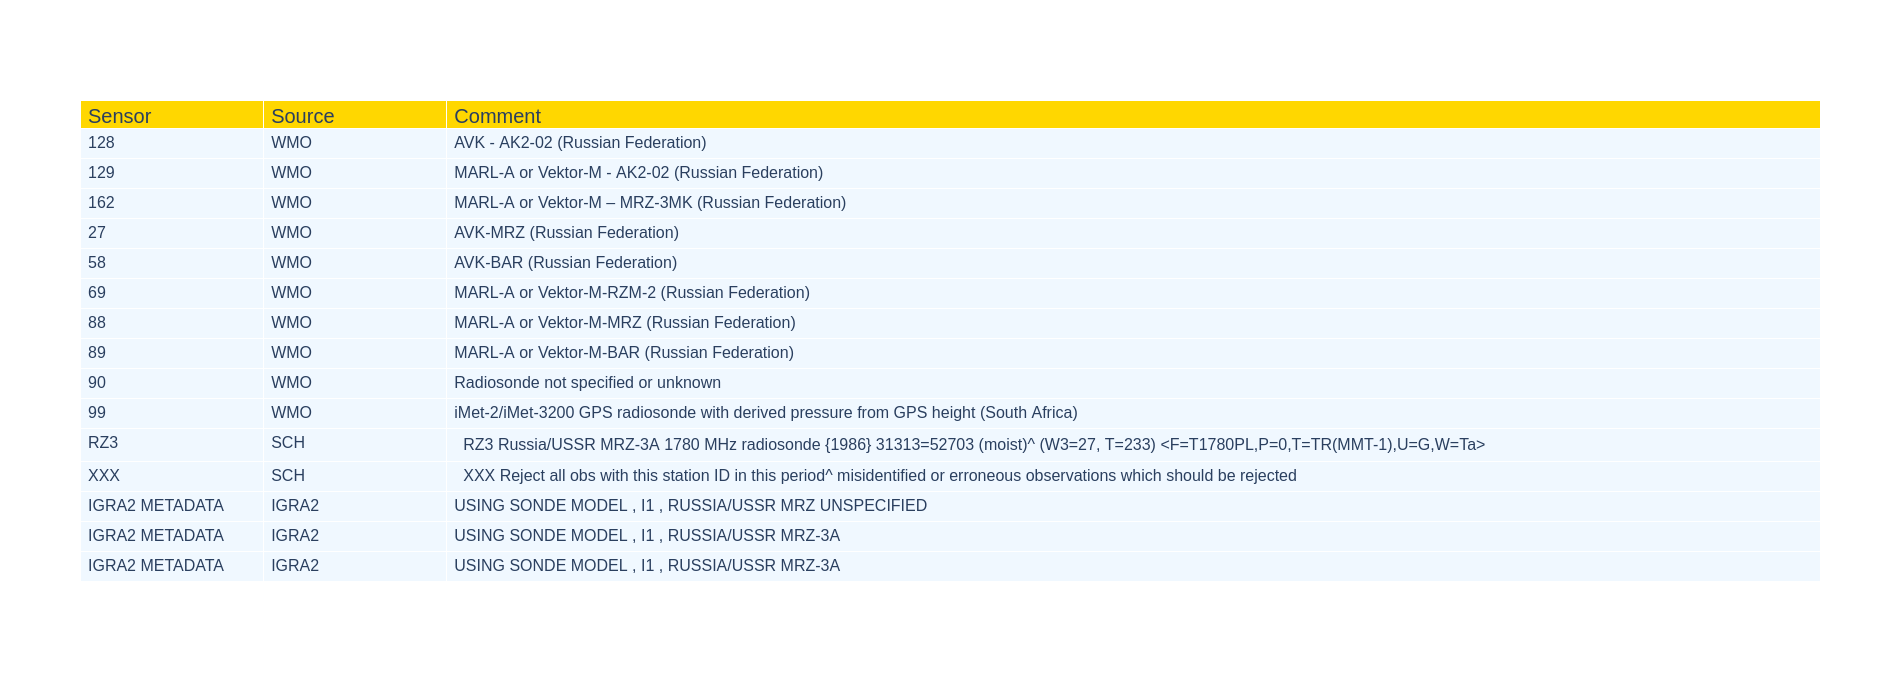 Sensor Source Comment
128 WMO AVK - AK2-02 (Russian Federation)
129 WMO MARL-A or Vektor-M - AK2-02 (Russian Federation)
162 WMO MARL-A or Vektor-M – MRZ-3MK (Russian Federation)
27 WMO AVK-MRZ (Russian Federation)
58 WMO AVK-BAR (Russian Federation)
69 WMO MARL-A or Vektor-M-RZM-2 (Russian Federation)
88 WMO MARL-A or Vektor-M-MRZ (Russian Federation)
89 WMO MARL-A or Vektor-M-BAR (Russian Federation)
90 WMO Radiosonde not specified or unknown
99 WMO iMet-2/iMet-3200 GPS radiosonde with derived pressure from GPS height (South Africa)
RZ3 SCH RZ3 Russia/USSR MRZ-3A 1780 MHz radiosonde {1986} 31313=52703 (moist)^ (W3=27, T=233) <F=T1780PL,P=0,T=TR(MMT-1),U=G,W=Ta>
XXX SCH XXX Reject all obs with this station ID in this period^ misidentified or erroneous observations which should be rejected
IGRA2 METADATA IGRA2 USING SONDE MODEL , I1 , RUSSIA/USSR MRZ UNSPECIFIED
IGRA2 METADATA IGRA2 USING SONDE MODEL , I1 , RUSSIA/USSR MRZ-3A
IGRA2 METADATA IGRA2 USING SONDE MODEL , I1 , RUSSIA/USSR MRZ-3A